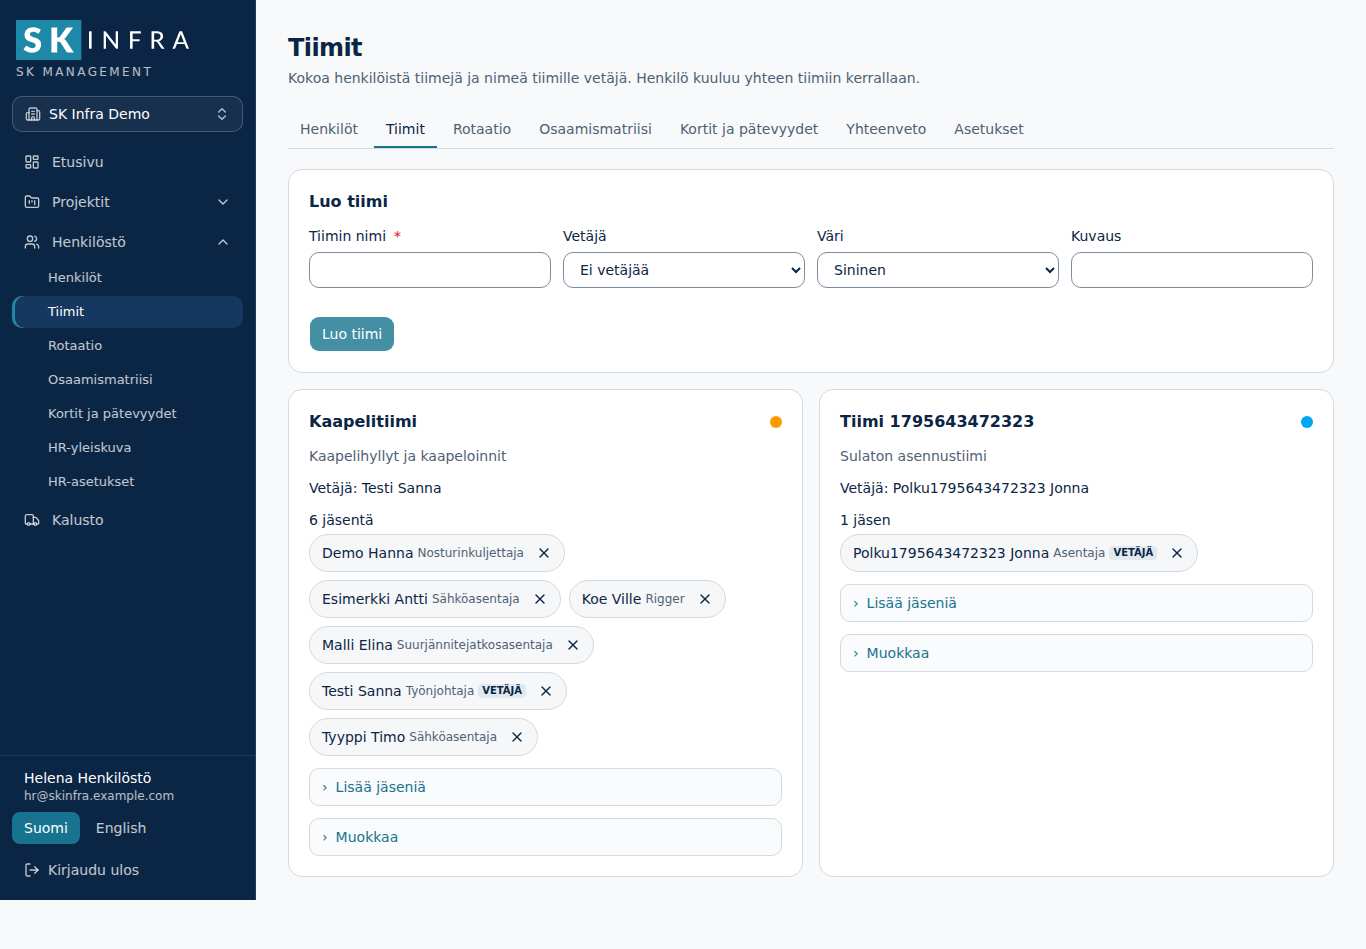 SK INFRA
SK MANAGEMENT
SK Infra Demo
Etusivu
Projektit
Henkilöstö
Henkilöt
Tiimit
Rotaatio
Osaamismatriisi
Kortit ja pätevyydet
HR-yleiskuva
HR-asetukset
Kalusto
Helena Henkilöstö
hr@skinfra.example.com
Suomi English
Kirjaudu ulos
Tiimit
Kokoa henkilöistä tiimejä ja nimeä tiimille vetäjä. Henkilö kuuluu yhteen tiimiin kerrallaan.
Henkilöt Tiimit Rotaatio Osaamismatriisi Kortit ja pätevyydet Yhteenveto Asetukset
Luo tiimi
Tiimin nimi * Vetäjä Väri Kuvaus
Ei vetäjää Sininen
Luo tiimi
Kaapelitiimi
Kaapelihyllyt ja kaapeloinnit
Vetäjä: Testi Sanna
6 jäsentä
Demo Hanna Nosturinkuljettaja
Esimerkki Antti Sähköasentaja Koe Ville Rigger
Malli Elina Suurjännitejatkosasentaja
Testi Sanna Työnjohtaja VETÄJÄ
Tyyppi Timo Sähköasentaja
› Lisää jäseniä
› Muokkaa
Tiimi 1795643472323
Sulaton asennustiimi
Vetäjä: Polku1795643472323 Jonna
1 jäsen
Polku1795643472323 Jonna Asentaja VETÄJÄ
› Lisää jäseniä
› Muokkaa